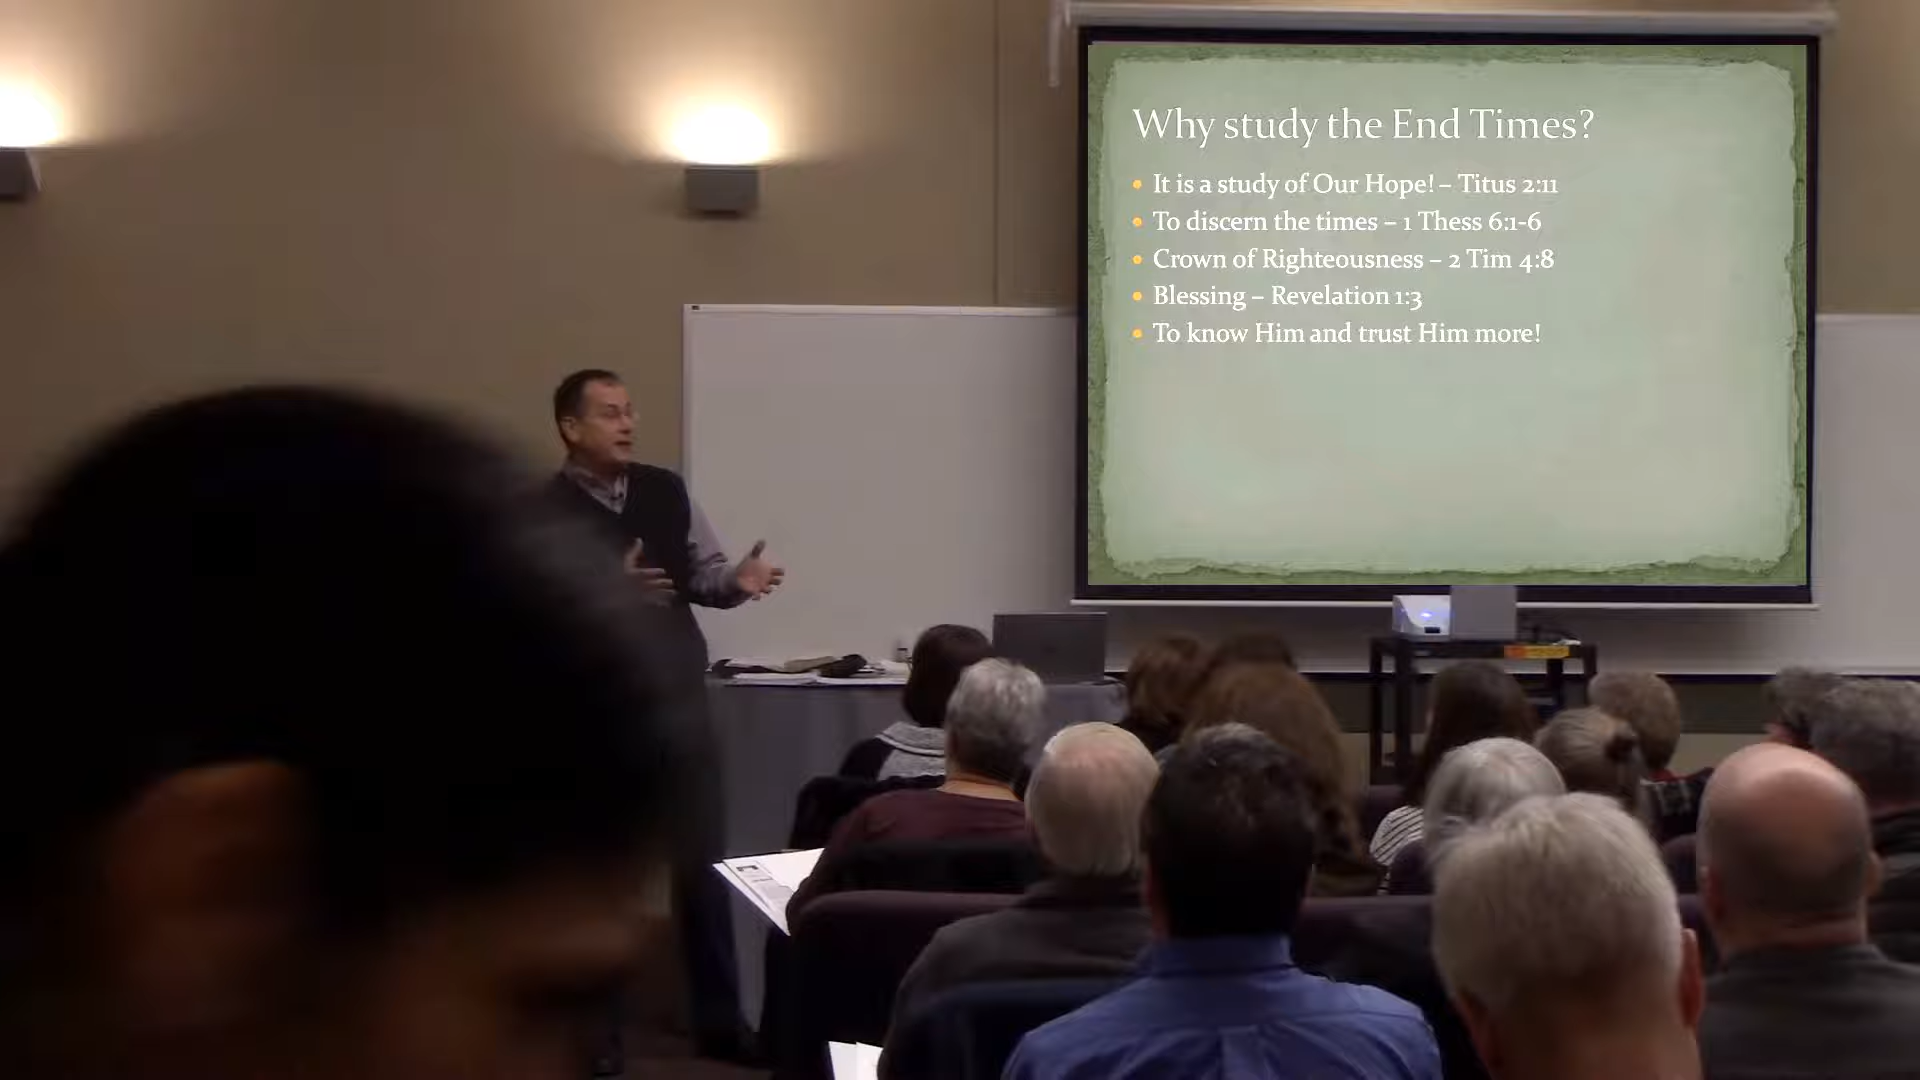 Why study the End Times?
• It is a study of Our Hope! – Titus 2:11
• To discern the times – 1 Thess 6:1-6
• Crown of Righteousness – 2 Tim 4:8
• Blessing – Revelation 1:3
• To know Him and trust Him more!